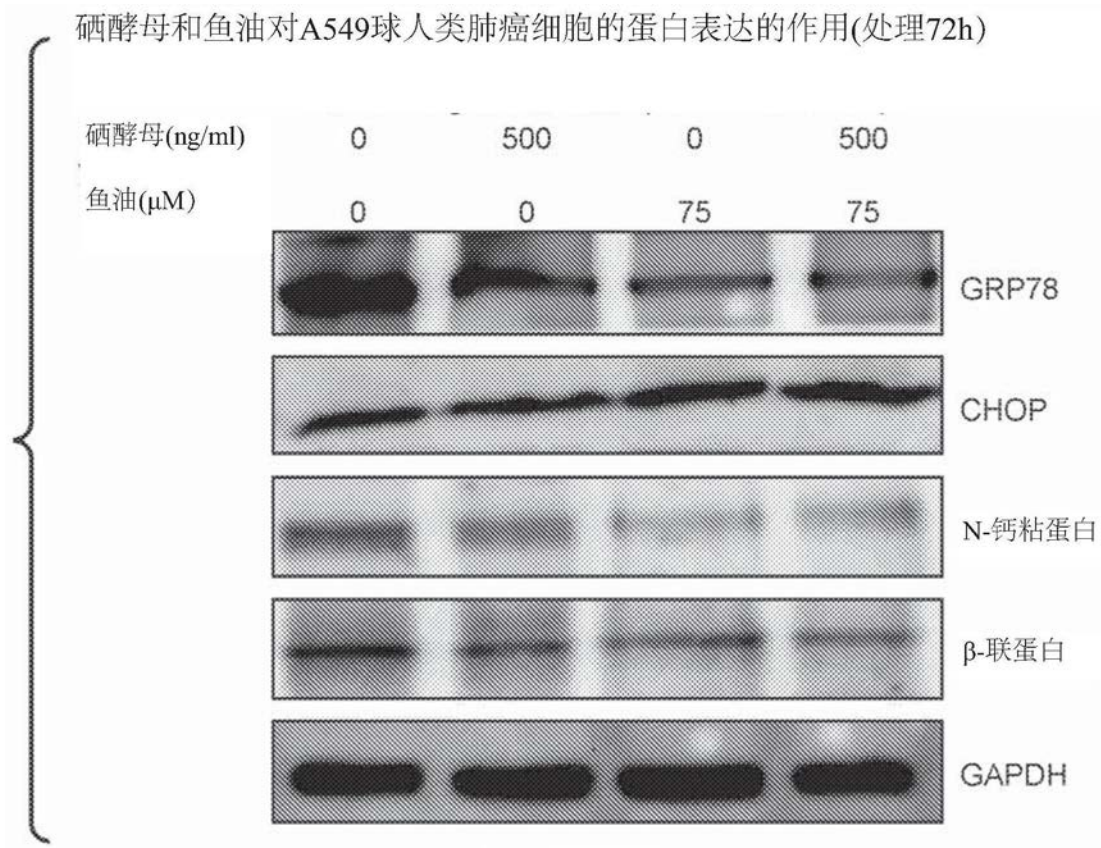 硒酵母和鱼油对A549球人类肺癌细胞的蛋白表达的作用(处理72h)
硒酵母(ng/ml) 0 500 0 500
鱼油(μM) 0 0 75 75
GRP78
CHOP
N-钙粘蛋白
β-联蛋白
GAPDH